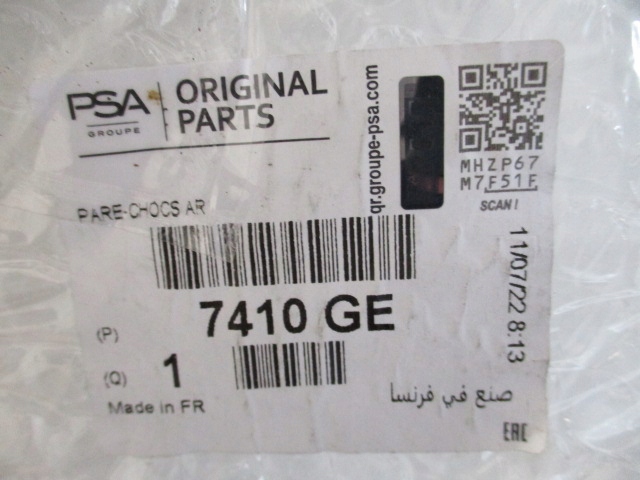 PSA
GROUPE
ORIGINAL
PARTS
qr.groupe-psa.com
MHZP67
M7F51F
SCAN!
PARE-CHOCS AR
11/07/22 8:13
(P) 7410 GE
(Q) 1
Made in FR
صنع في فرنسا
EAC